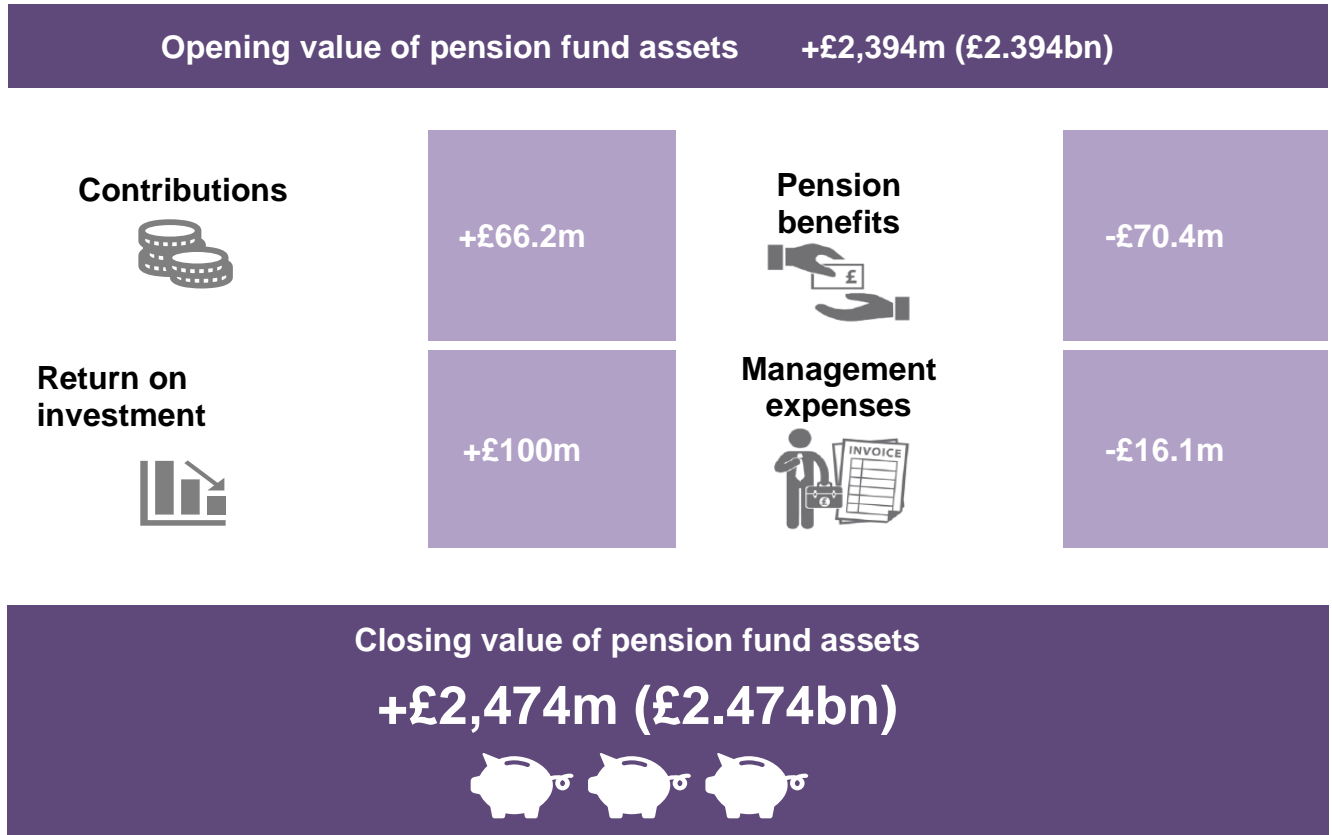 Opening value of pension fund assets +£2,394m (£2.394bn)
Contributions
+£66.2m
Pension
benefits
£
-£70.4m
Return on
investment
+£100m
Management
expenses
INVOICE
£
-£16.1m
Closing value of pension fund assets
+£2,474m (£2.474bn)